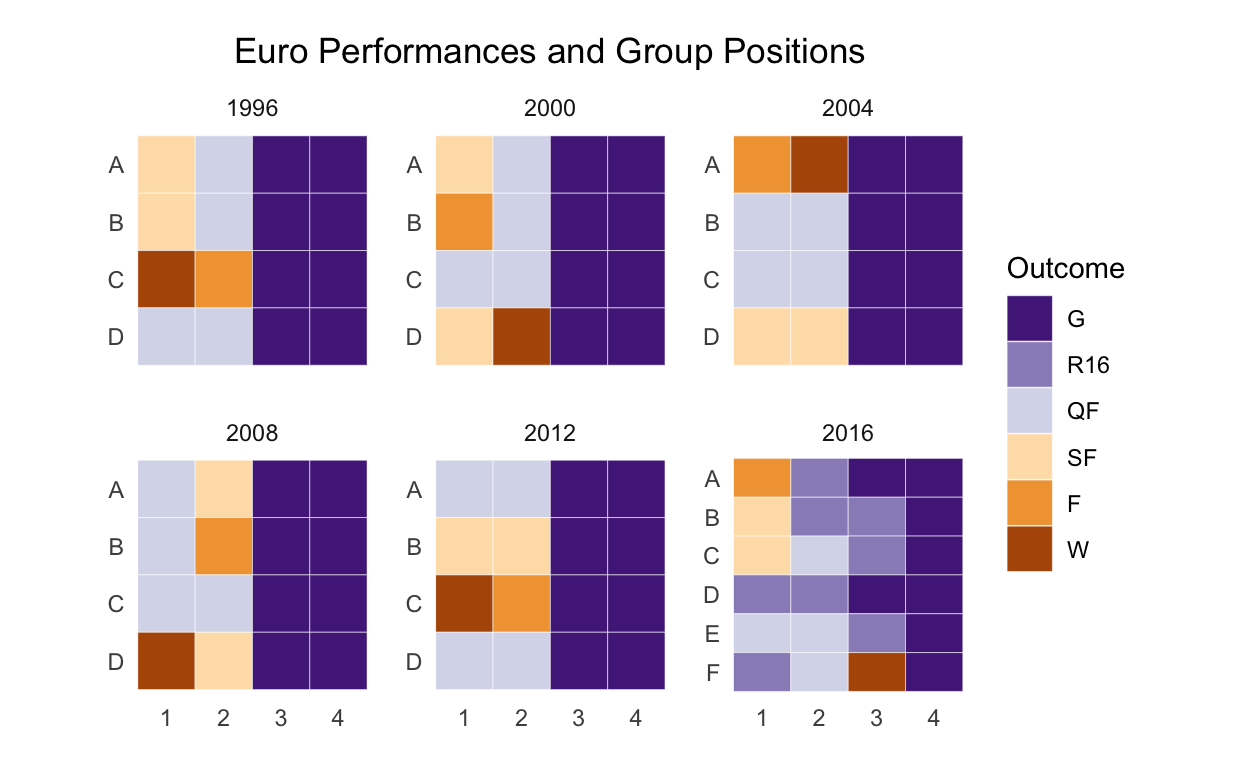 Euro Performances and Group Positions
1996
2000
2004
A
B
C
D
A
B
C
D
A
B
C
D
2008
2012
2016
A
B
C
D
A
B
C
D
A
B
C
D
E
F
1 2 3 4
1 2 3 4
1 2 3 4
Outcome
G
R16
QF
SF
F
W